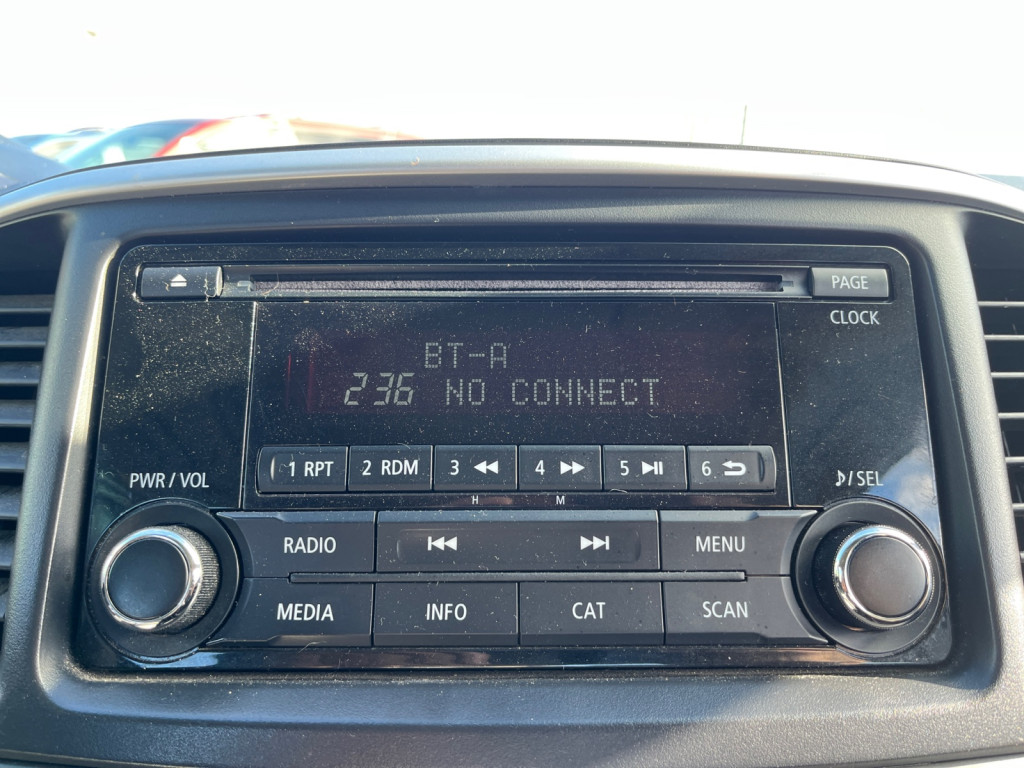 PAGE
CLOCK
BT-A
236 NO CONNECT
1 RPT 2 RDM 3 4 5 6
H M
PWR / VOL
/ SEL
RADIO MENU
MEDIA INFO CAT SCAN